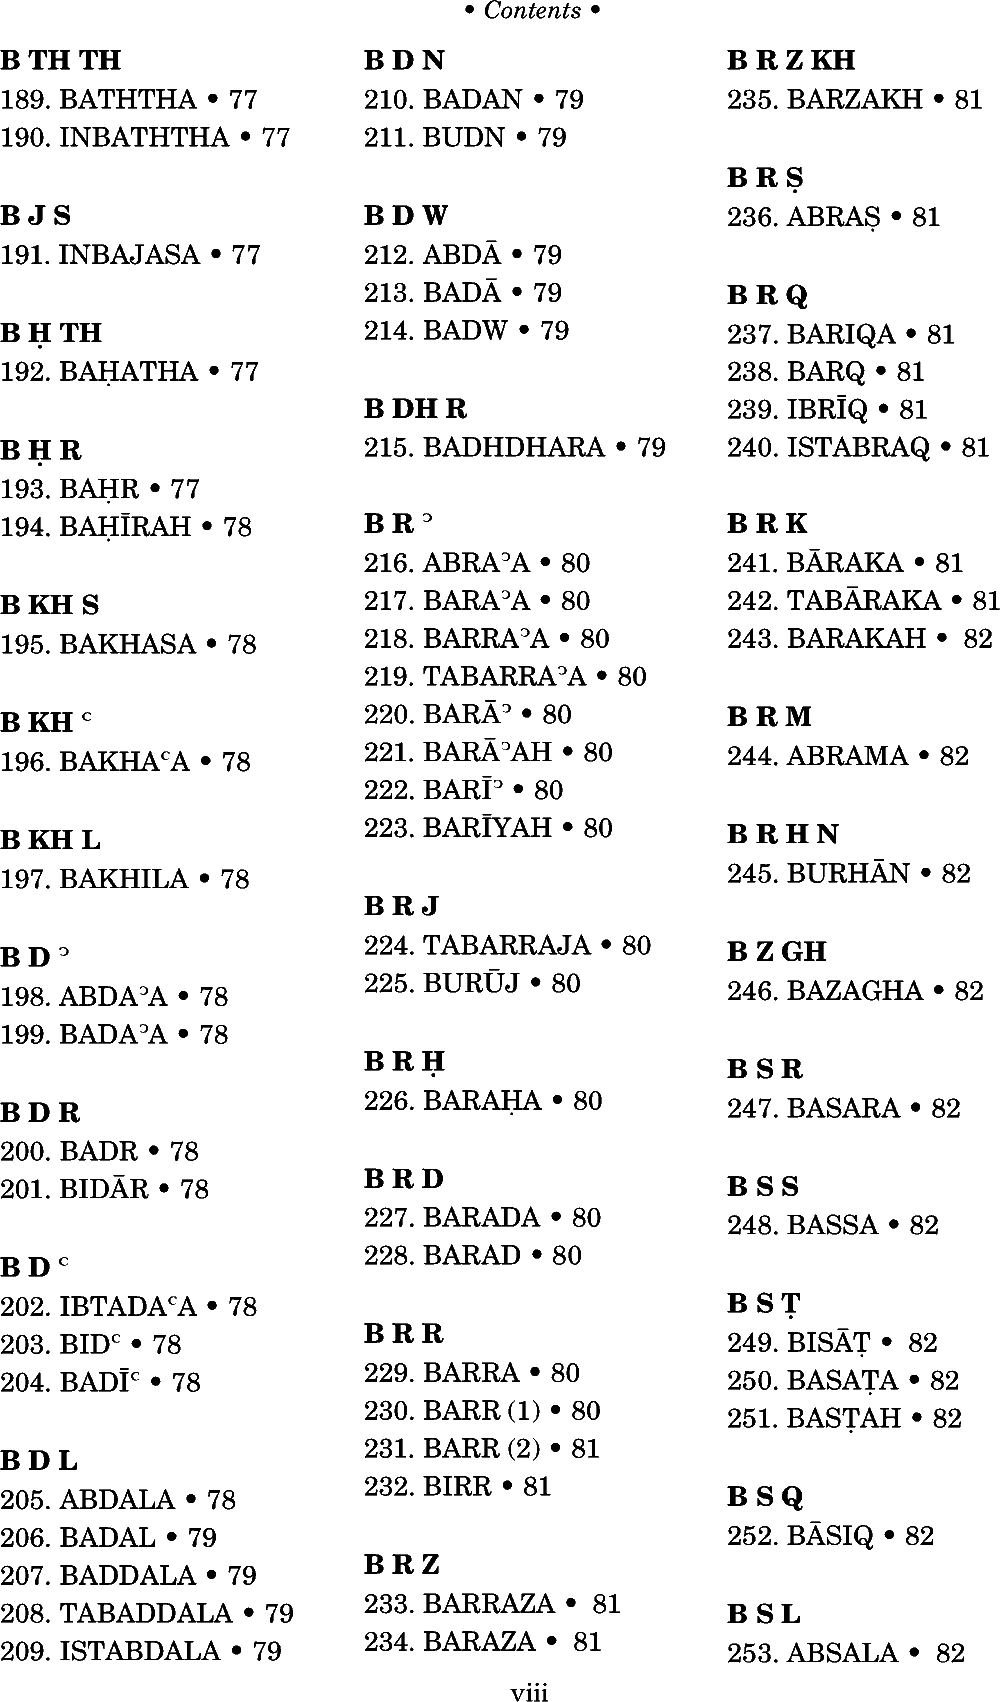 • Contents •
B TH TH
189. BATHTHA • 77
190. INBATHTHA • 77
B J S
191. INBAJASA • 77
B Ḥ TH
192. BAḤATHA • 77
B Ḥ R
193. BAḤR • 77
194. BAḤĪRAH • 78
B KH S
195. BAKHASA • 78
B KH ᶜ
196. BAKHAᶜA • 78
B KH L
197. BAKHILA • 78
B D ᵓ
198. ABDAᵓA • 78
199. BADAᵓA • 78
B D R
200. BADR • 78
201. BIDĀR • 78
B D ᶜ
202. IBTADAᶜA • 78
203. BIDᶜ • 78
204. BADĪᶜ • 78
B D L
205. ABDALA • 78
206. BADAL • 79
207. BADDALA • 79
208. TABADDALA • 79
209. ISTABDALA • 79
B D N
210. BADAN • 79
211. BUDN • 79
B D W
212. ABDĀ • 79
213. BADĀ • 79
214. BADW • 79
B DH R
215. BADHDHARA • 79
B R ᵓ
216. ABRAᵓA • 80
217. BARAᵓA • 80
218. BARRAᵓA • 80
219. TABARRAᵓA • 80
220. BARĀᵓ • 80
221. BARĀᵓAH • 80
222. BARĪᵓ • 80
223. BARĪYAH • 80
B R J
224. TABARRAJA • 80
225. BURŪJ • 80
B R Ḥ
226. BARAḤA • 80
B R D
227. BARADA • 80
228. BARAD • 80
B R R
229. BARRA • 80
230. BARR (1) • 80
231. BARR (2) • 81
232. BIRR • 81
B R Z
233. BARRAZA • 81
234. BARAZA • 81
B R Z KH
235. BARZAKH • 81
B R Ṣ
236. ABRAṢ • 81
B R Q
237. BARIQA • 81
238. BARQ • 81
239. IBRĪQ • 81
240. ISTABRAQ • 81
B R K
241. BĀRAKA • 81
242. TABĀRAKA • 81
243. BARAKAH • 82
B R M
244. ABRAMA • 82
B R H N
245. BURHĀN • 82
B Z GH
246. BAZAGHA • 82
B S R
247. BASARA • 82
B S S
248. BASSA • 82
B S Ṭ
249. BISĀṬ • 82
250. BASAṬA • 82
251. BASṬAH • 82
B S Q
252. BĀSIQ • 82
B S L
253. ABSALA • 82
viii